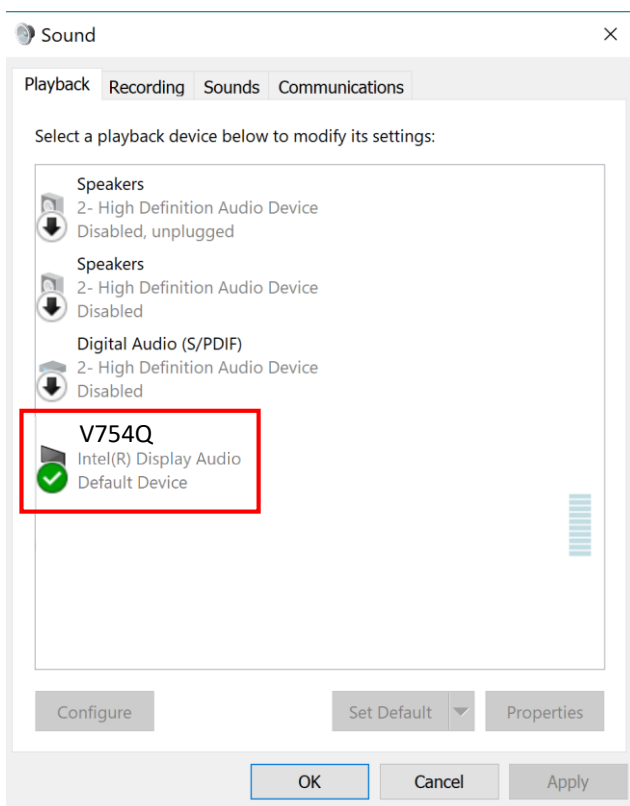 Sound
Playback Recording Sounds Communications
Select a playback device below to modify its settings:
Speakers
2- High Definition Audio Device
Disabled, unplugged
Speakers
2- High Definition Audio Device
Disabled
Digital Audio (S/PDIF)
2- High Definition Audio Device
Disabled
V754Q
Intel(R) Display Audio
Default Device
Configure Set Default Properties
OK Cancel Apply